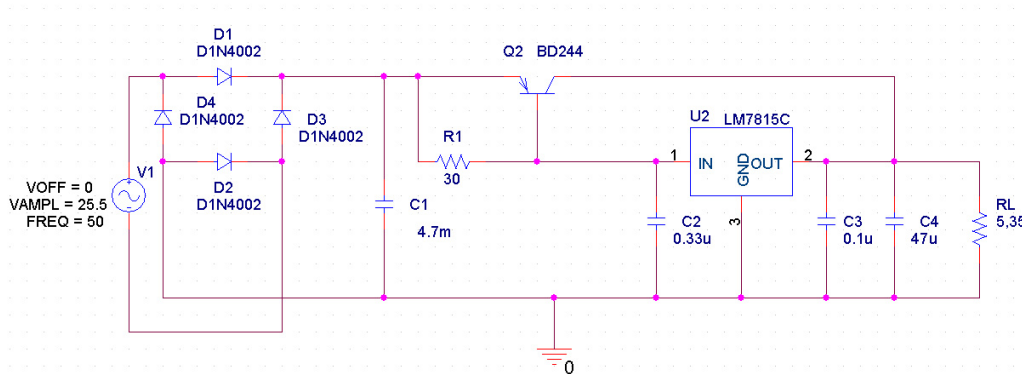 D1
D1N4002
Q2 BD244
D4
D1N4002
D3
D1N4002
U2 LM7815C
R1
30
1
IN
GND
OUT
2
3
V1
VOFF = 0
VAMPL = 25.5
FREQ = 50
D2
D1N4002
C1
4.7m
C2
0.33u
C3
0.1u
C4
47u
RL
5,35
0